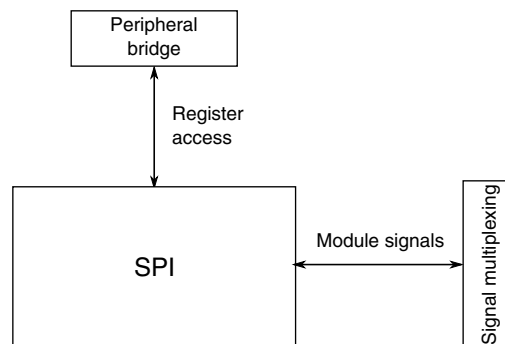 Peripheral
bridge
Register
access
SPI
Module signals
Signal multiplexing